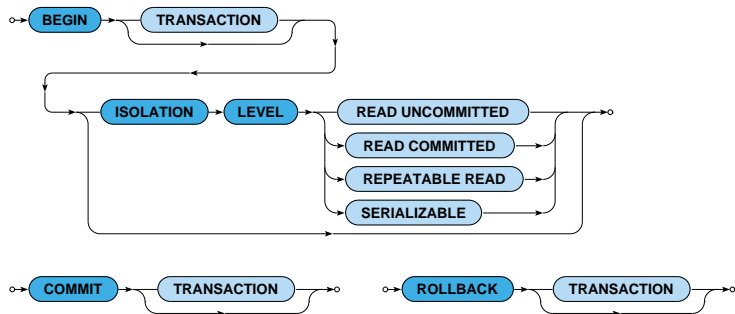 BEGIN TRANSACTION
ISOLATION LEVEL READ UNCOMMITTED
READ COMMITTED
REPEATABLE READ
SERIALIZABLE
COMMIT TRANSACTION ROLLBACK TRANSACTION